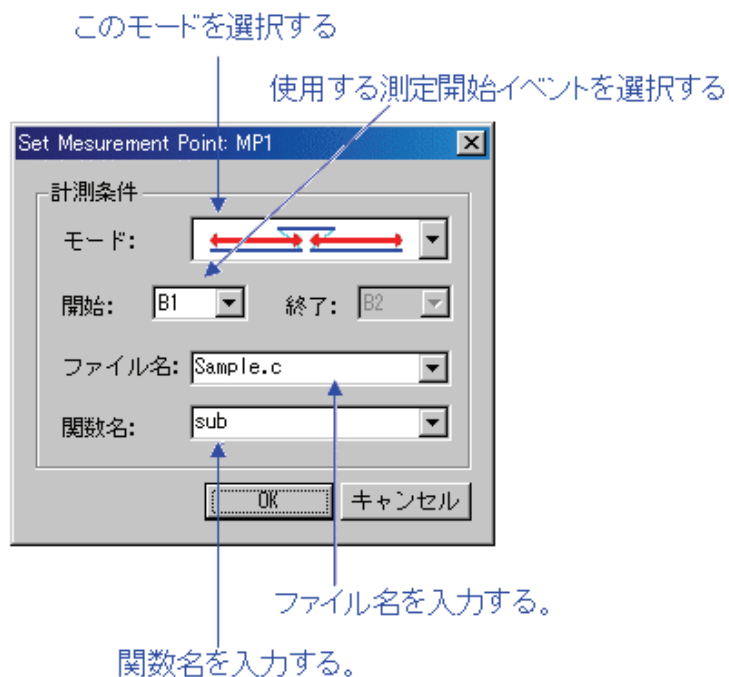 このモードを選択する
使用する測定開始イベントを選択する
Set Mesurement Point: MP1
計測条件
モード:
開始: B1 終了: B2
ファイル名: Sample.c
関数名: sub
OK キャンセル
ファイル名を入力する。
関数名を入力する。